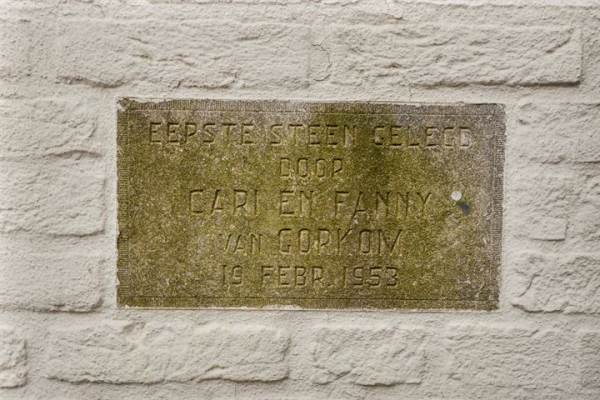 EERSTE STEEN GELEGD
DOOR
CARL EN FANNY
VAN GORKOM
19 FEBR. 1953